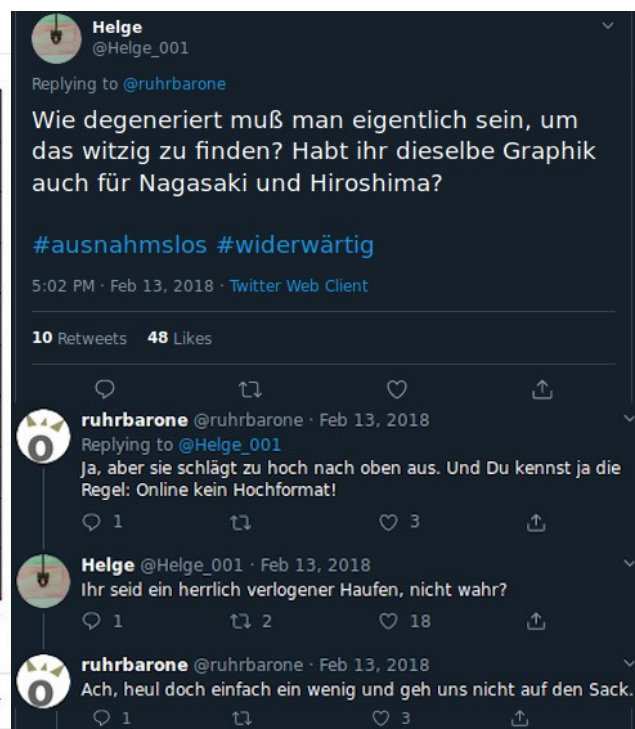 Helge
@Helge_001
Replying to @ruhrbarone
Wie degeneriert muß man eigentlich sein, um
das witzig zu finden? Habt ihr dieselbe Graphik
auch für Nagasaki und Hiroshima?
#ausnahmslos #widerwärtig
5:02 PM · Feb 13, 2018 · Twitter Web Client
10 Retweets 48 Likes
ruhrbarone @ruhrbarone · Feb 13, 2018
Replying to @Helge_001
Ja, aber sie schlägt zu hoch nach oben aus. Und Du kennst ja die
Regel: Online kein Hochformat!
1 3
Helge @Helge_001 · Feb 13, 2018
Ihr seid ein herrlich verlogener Haufen, nicht wahr?
1 2 18
ruhrbarone @ruhrbarone · Feb 13, 2018
Ach, heul doch einfach ein wenig und geh uns nicht auf den Sack.
1 3